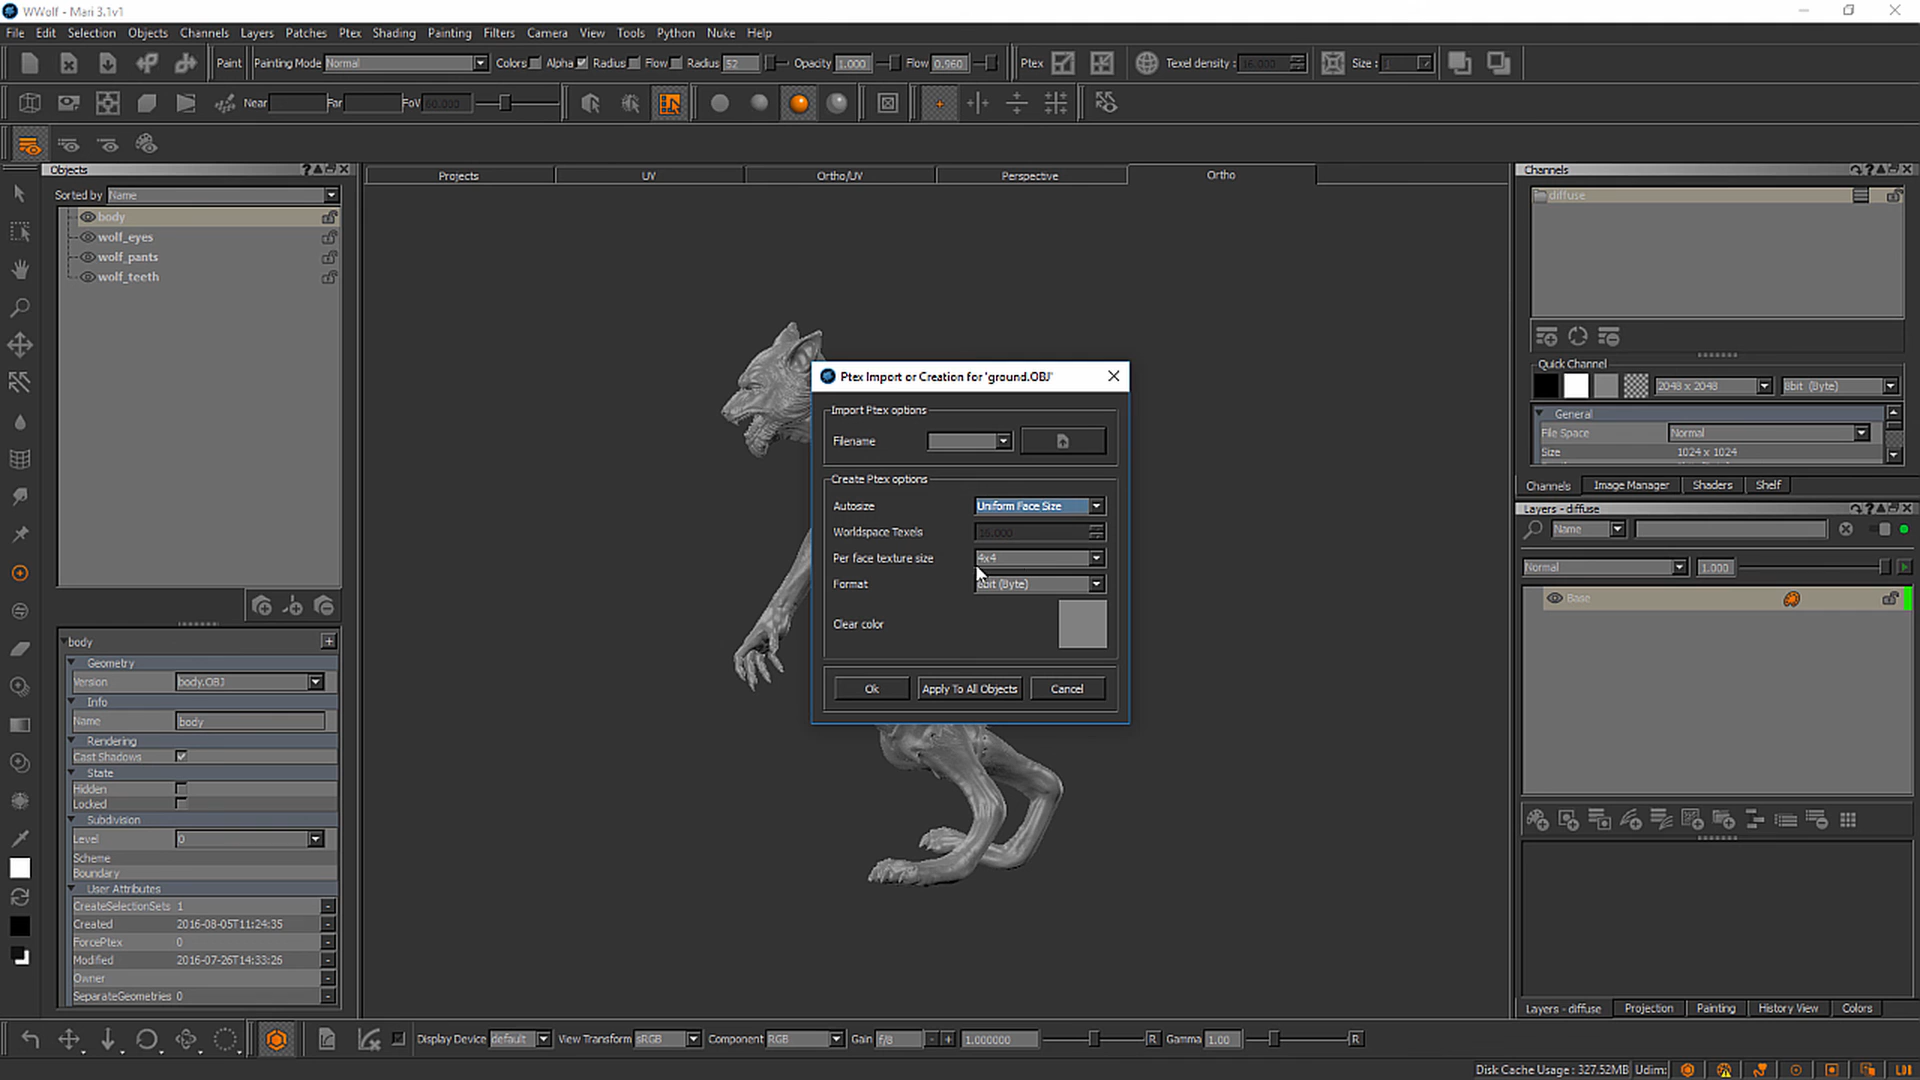 WWolf - Mari 3.1v1
File Edit Selection Objects Channels Layers Patches Ptex Shading Painting Filters Camera View Tools Python Nuke Help
Paint Painting Mode Normal Colors Alpha Radius Flow Radius 52 Opacity 1.000 Flow 0.960 Ptex Texel density : 16.000 Size : 1
Near Far FoV 60.000
Objects
Sorted by Name
body
wolf_eyes
wolf_pants
wolf_teeth
body
Geometry
Version body.OBJ
Info
Name body
Rendering
Cast Shadows
State
Hidden
Locked
Subdivision
Level 0
Scheme
Boundary
User Attributes
CreateSelectionSets 1
Created 2016-08-05T11:24:35
ForcePtex 0
Modified 2016-07-26T14:33:26
Owner
SeparateGeometries 0
Projects UV Ortho/UV Perspective Ortho
Ptex Import or Creation for 'ground.OBJ'
Import Ptex options
Filename
Create Ptex options
Autosize Uniform Face Size
Worldspace Texels 16.000
Per face texture size 4x4
Format 8bit (Byte)
Clear color
Ok Apply To All Objects Cancel
Channels
diffuse
Quick Channel
2048 x 2048 8bit (Byte)
General
File Space Normal
Size 1024 x 1024
Channels Image Manager Shaders Shelf
Layers - diffuse
Name
Normal 1.000
Base
Layers - diffuse Projection Painting History View Colors
Display Device default View Transform sRGB Component RGB Gain f/8 - + 1.000000 R Gamma 1.00 R
Disk Cache Usage : 327.52MB Udim: